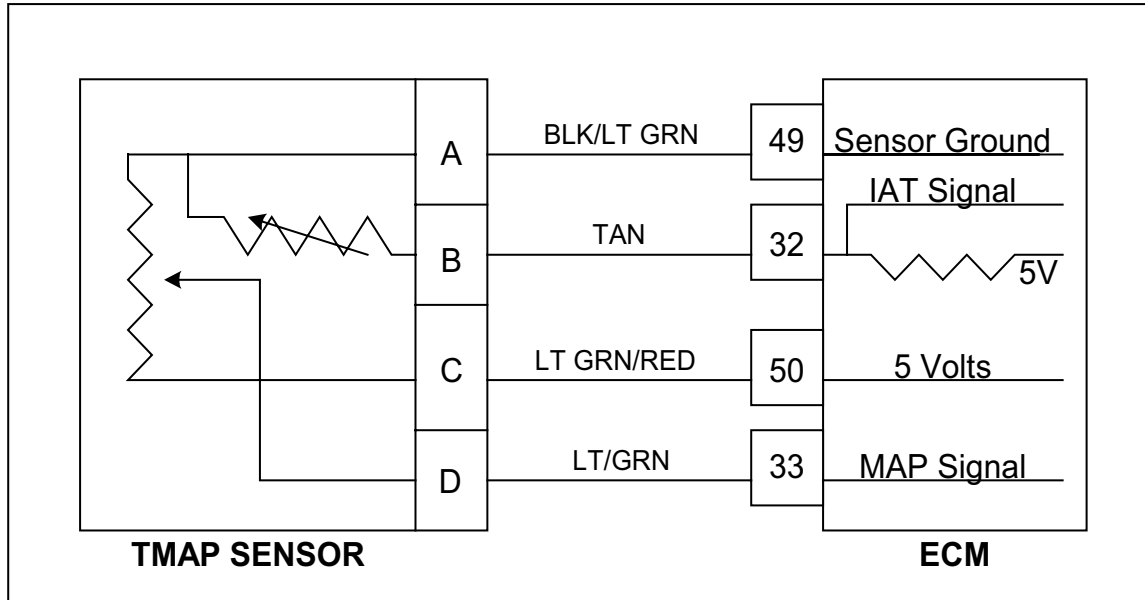 A BLK/LT GRN 49 Sensor Ground
IAT Signal
B TAN 32
5V
C LT GRN/RED 50 5 Volts
D LT/GRN 33 MAP Signal
TMAP SENSOR ECM